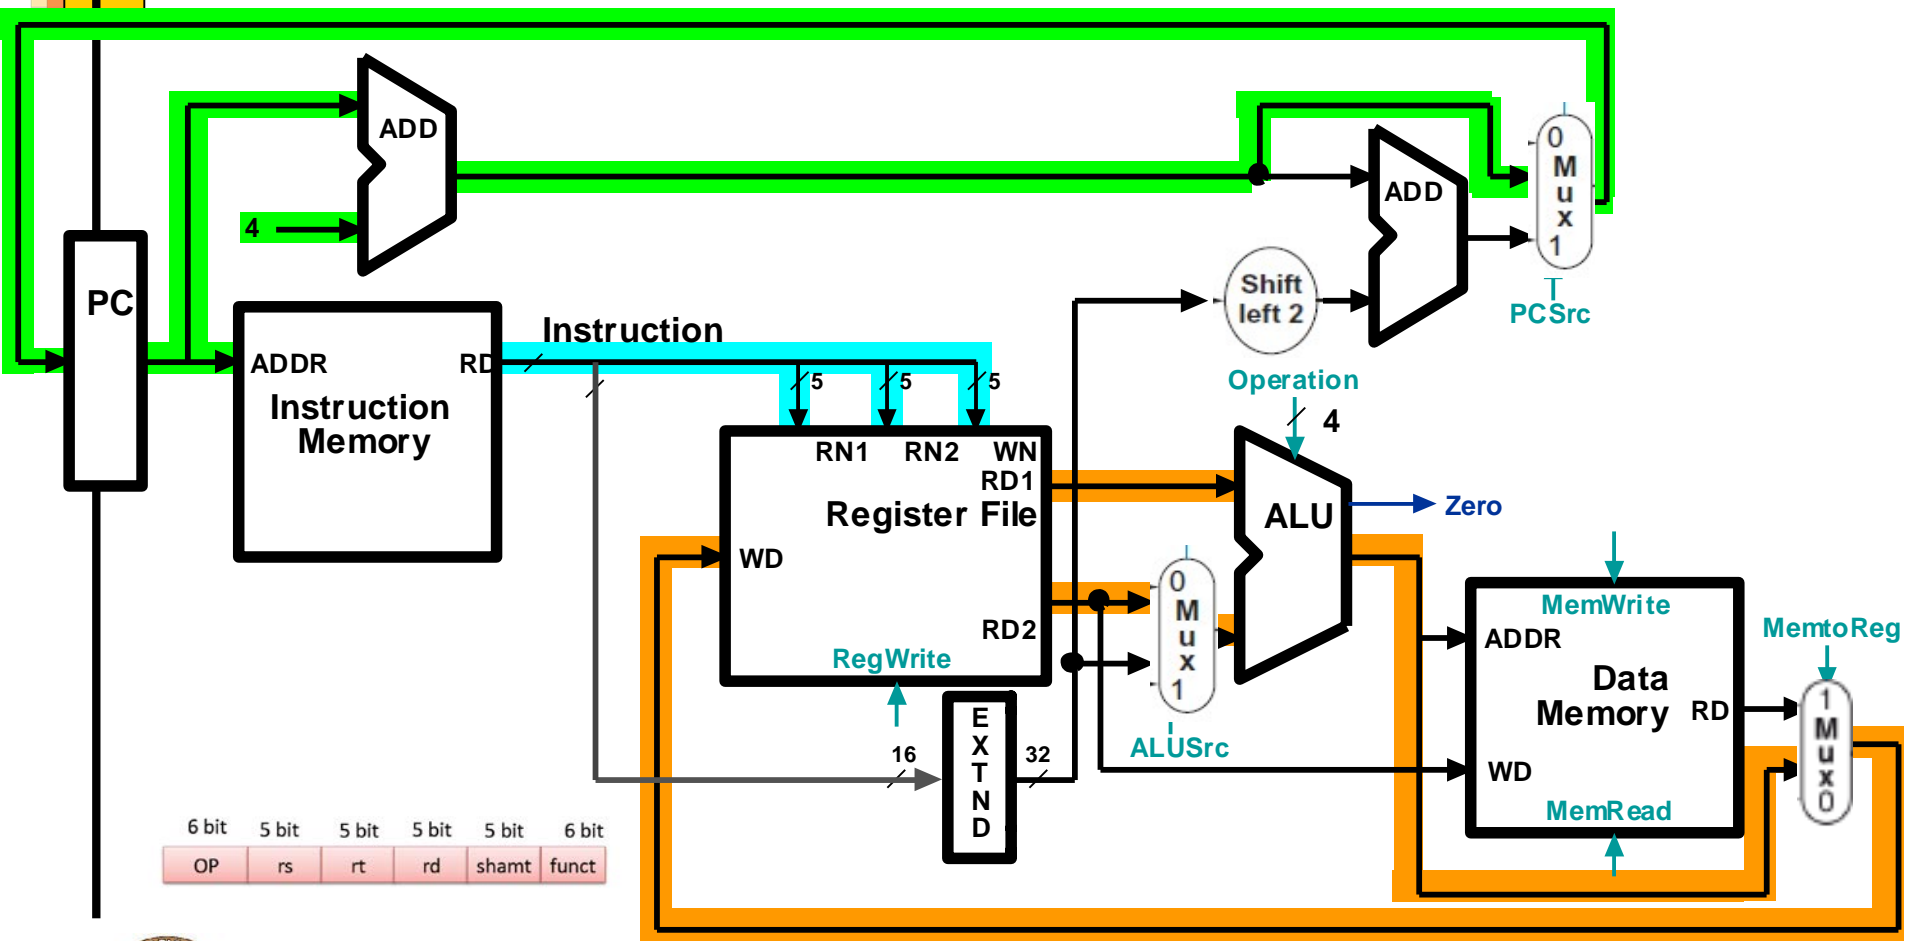 ADD
4
PC
ADDR
RD
Instruction
Memory
Instruction
5
5
5
RN1
RN2
WN
RD1
Register File
WD
RD2
RegWrite
16
E
X
T
N
D
32
0
M
u
x
1
ALUSrc
Operation
4
ALU
Zero
Shift
left 2
ADD
0
M
u
x
1
PCSrc
MemWrite
ADDR
Data
Memory
RD
WD
MemRead
MemtoReg
1
M
u
x
0
6 bit 5 bit 5 bit 5 bit 5 bit 6 bit
OP rs rt rd shamt funct